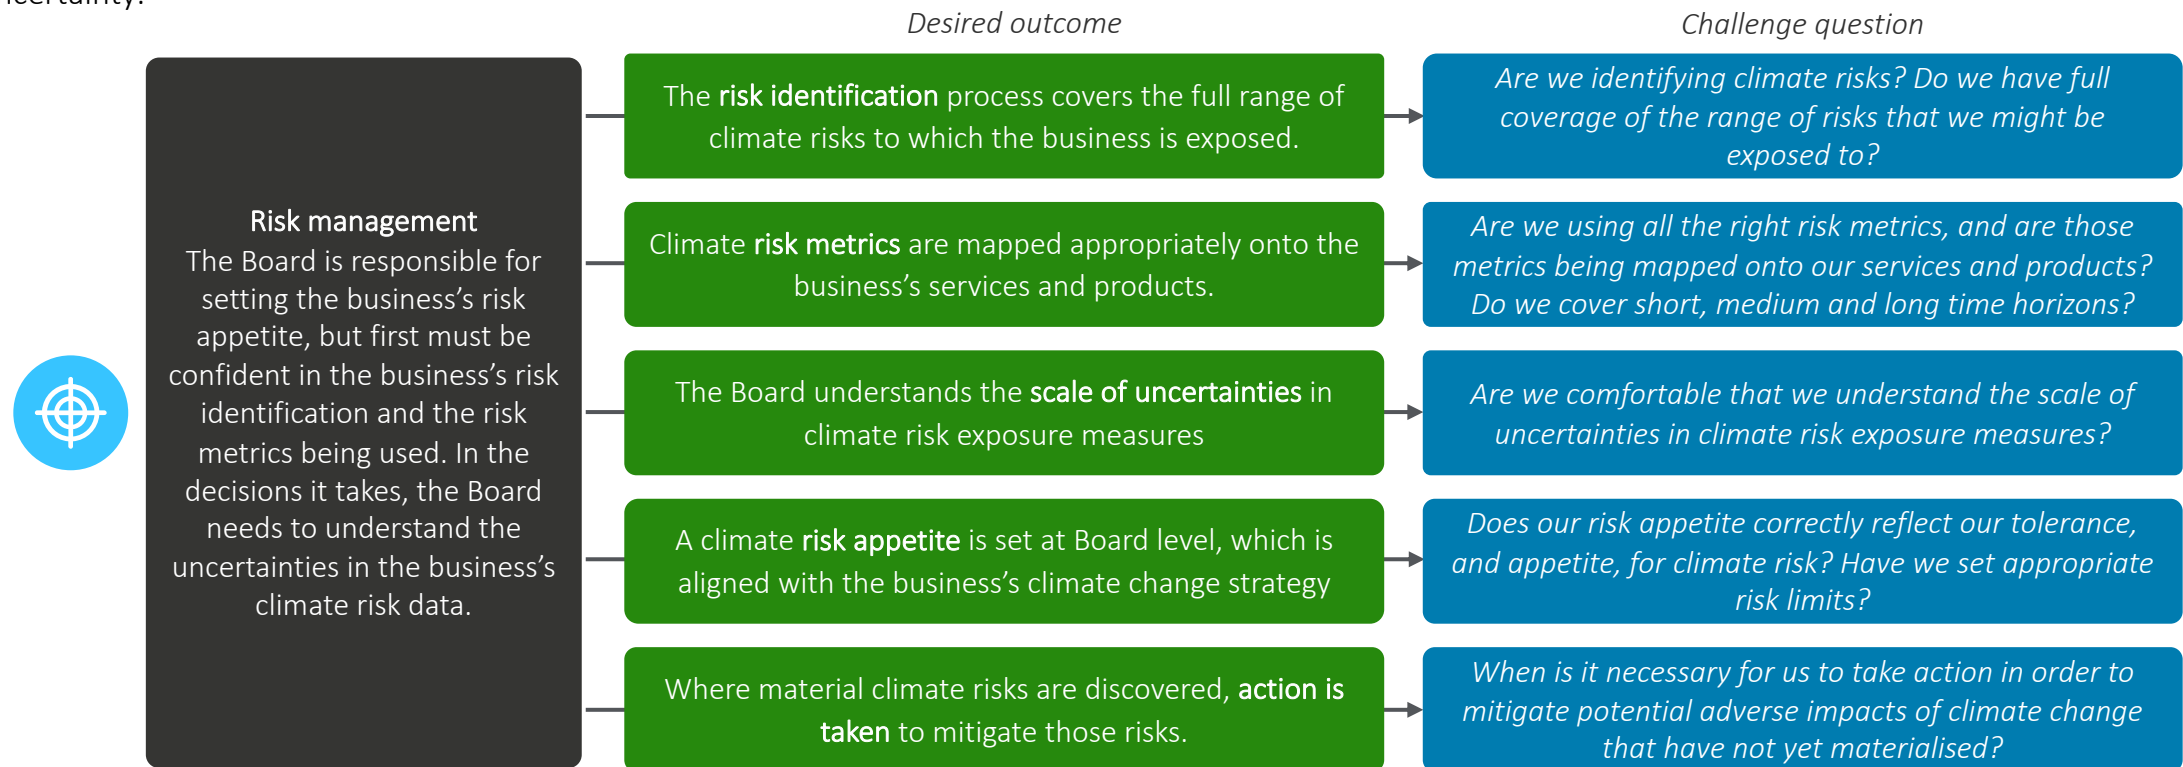 Desired outcome
Challenge question
Risk management
The Board is responsible for
setting the business’s risk
appetite, but first must be
confident in the business’s risk
identification and the risk
metrics being used. In the
decisions it takes, the Board
needs to understand the
uncertainties in the business’s
climate risk data.
The risk identification process covers the full range of
climate risks to which the business is exposed.
Are we identifying climate risks? Do we have full
coverage of the range of risks that we might be
exposed to?
Climate risk metrics are mapped appropriately onto the
business’s services and products.
Are we using all the right risk metrics, and are those
metrics being mapped onto our services and products?
Do we cover short, medium and long time horizons?
The Board understands the scale of uncertainties in
climate risk exposure measures
Are we comfortable that we understand the scale of
uncertainties in climate risk exposure measures?
A climate risk appetite is set at Board level, which is
aligned with the business’s climate change strategy
Does our risk appetite correctly reflect our tolerance,
and appetite, for climate risk? Have we set appropriate
risk limits?
Where material climate risks are discovered, action is
taken to mitigate those risks.
When is it necessary for us to take action in order to
mitigate potential adverse impacts of climate change
that have not yet materialised?